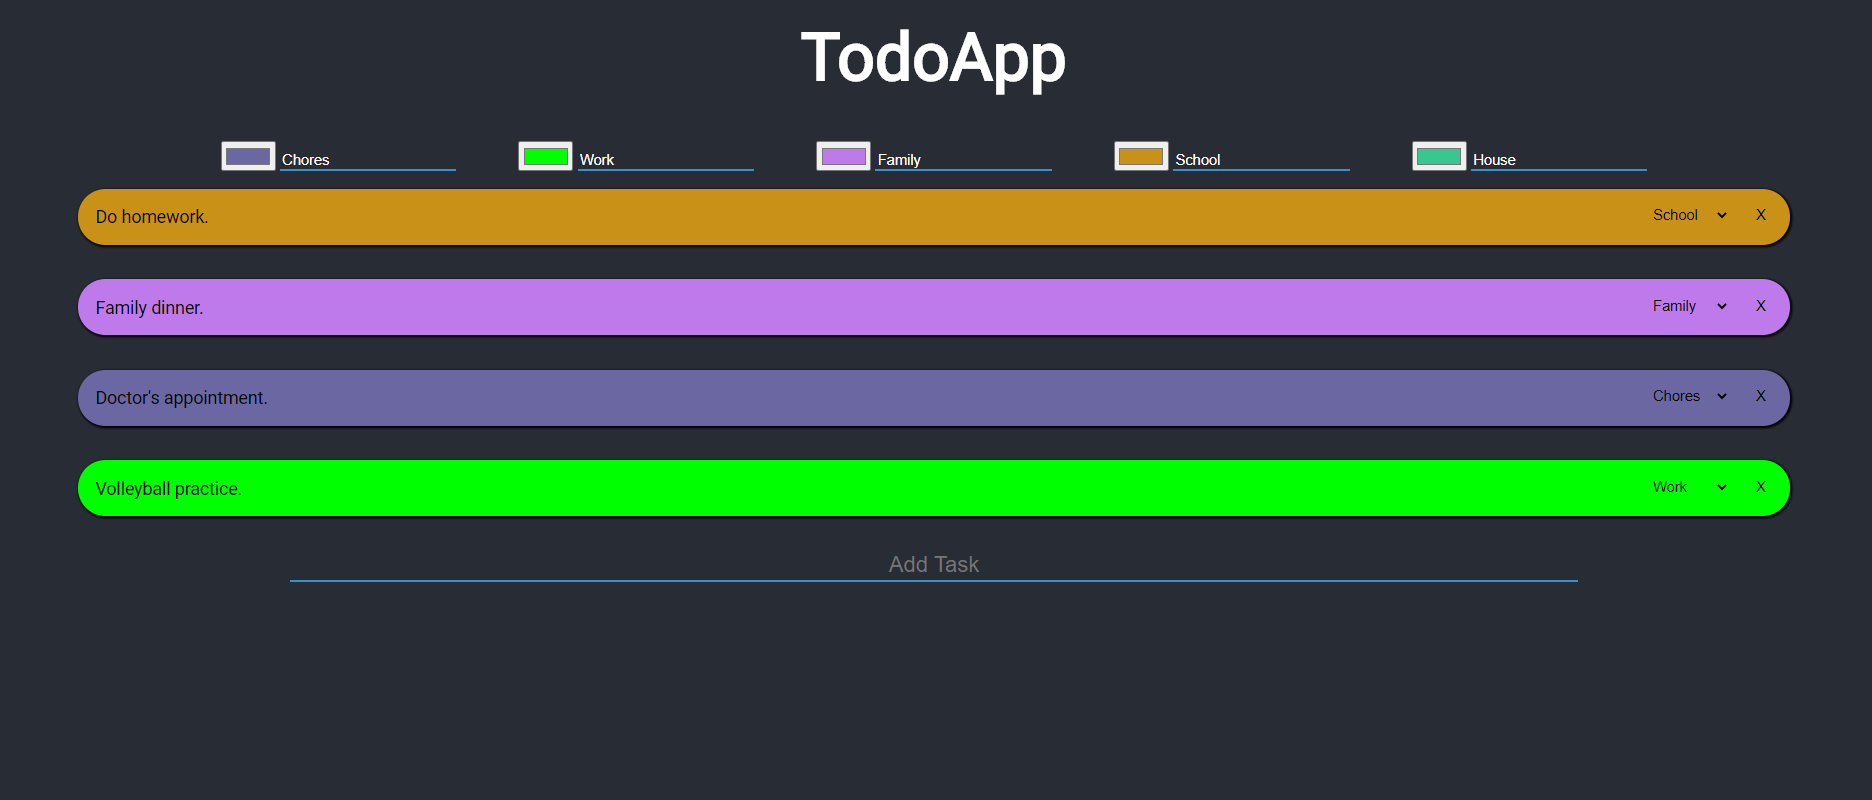 TodoApp
Chores Work Family School House
Do homework. School X
Family dinner. Family X
Doctor's appointment. Chores X
Volleyball practice. Work X
Add Task